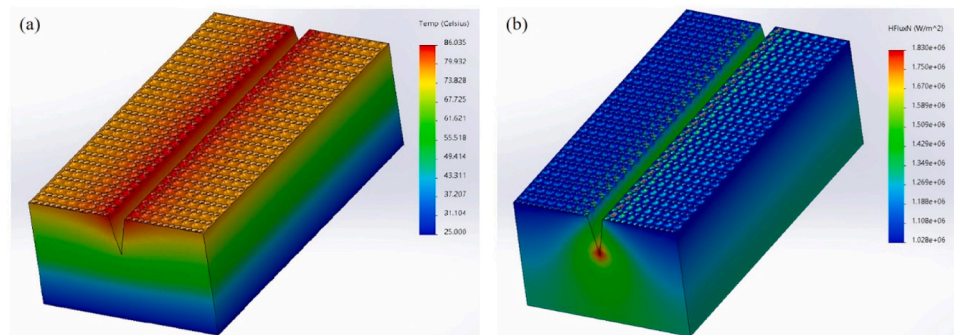 (a)
Temp (Celsius)
86.035
79.932
73.828
67.725
61.621
55.518
49.414
43.311
37.207
31.104
25.000
(b)
HFluxN (W/m^2)
1.830e+06
1.750e+06
1.670e+06
1.589e+06
1.509e+06
1.429e+06
1.349e+06
1.269e+06
1.188e+06
1.108e+06
1.028e+06